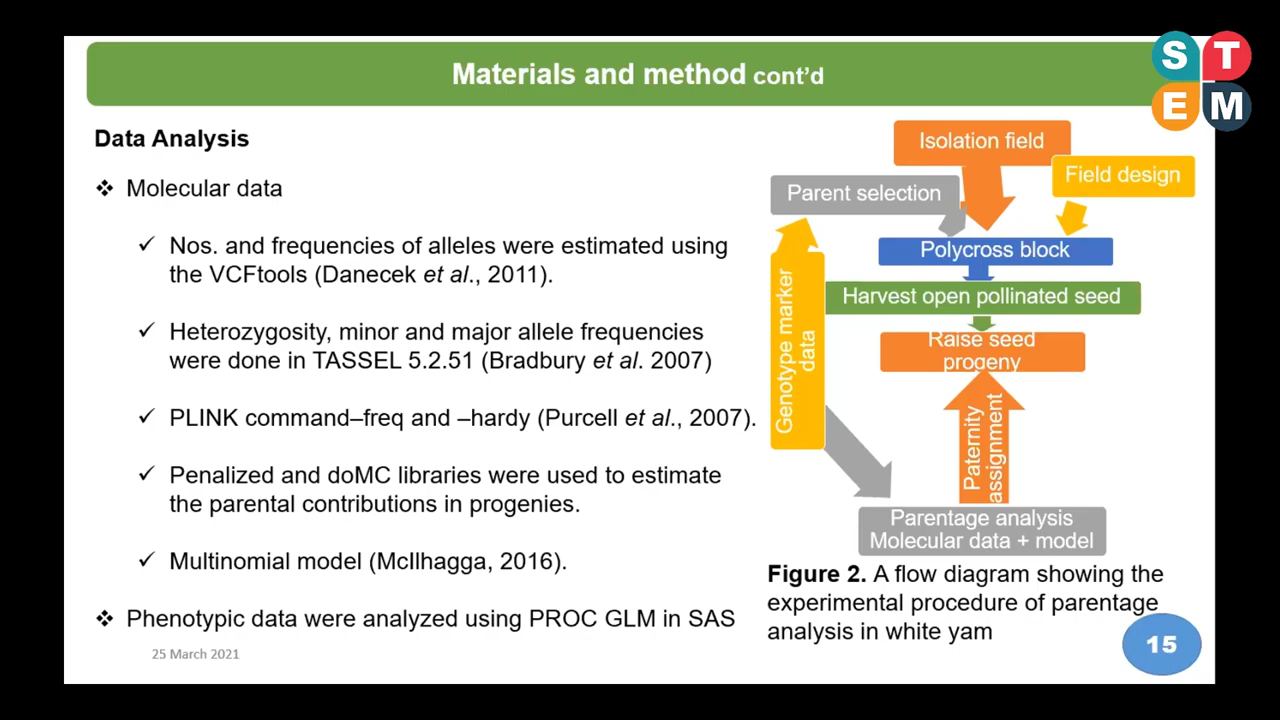 Materials and method cont'd
S T
E M
Data Analysis
❖ Molecular data
✓ Nos. and frequencies of alleles were estimated using
the VCFtools (Danecek et al., 2011).
✓ Heterozygosity, minor and major allele frequencies
were done in TASSEL 5.2.51 (Bradbury et al. 2007)
✓ PLINK command–freq and –hardy (Purcell et al., 2007).
✓ Penalized and doMC libraries were used to estimate
the parental contributions in progenies.
✓ Multinomial model (McIlhagga, 2016).
❖ Phenotypic data were analyzed using PROC GLM in SAS
25 March 2021
Isolation field
Field design
Parent selection
Polycross block
Harvest open pollinated seed
Raise seed
progeny
Genotype marker
data
Paternity
assignment
Parentage analysis
Molecular data + model
Figure 2. A flow diagram showing the
experimental procedure of parentage
analysis in white yam
15